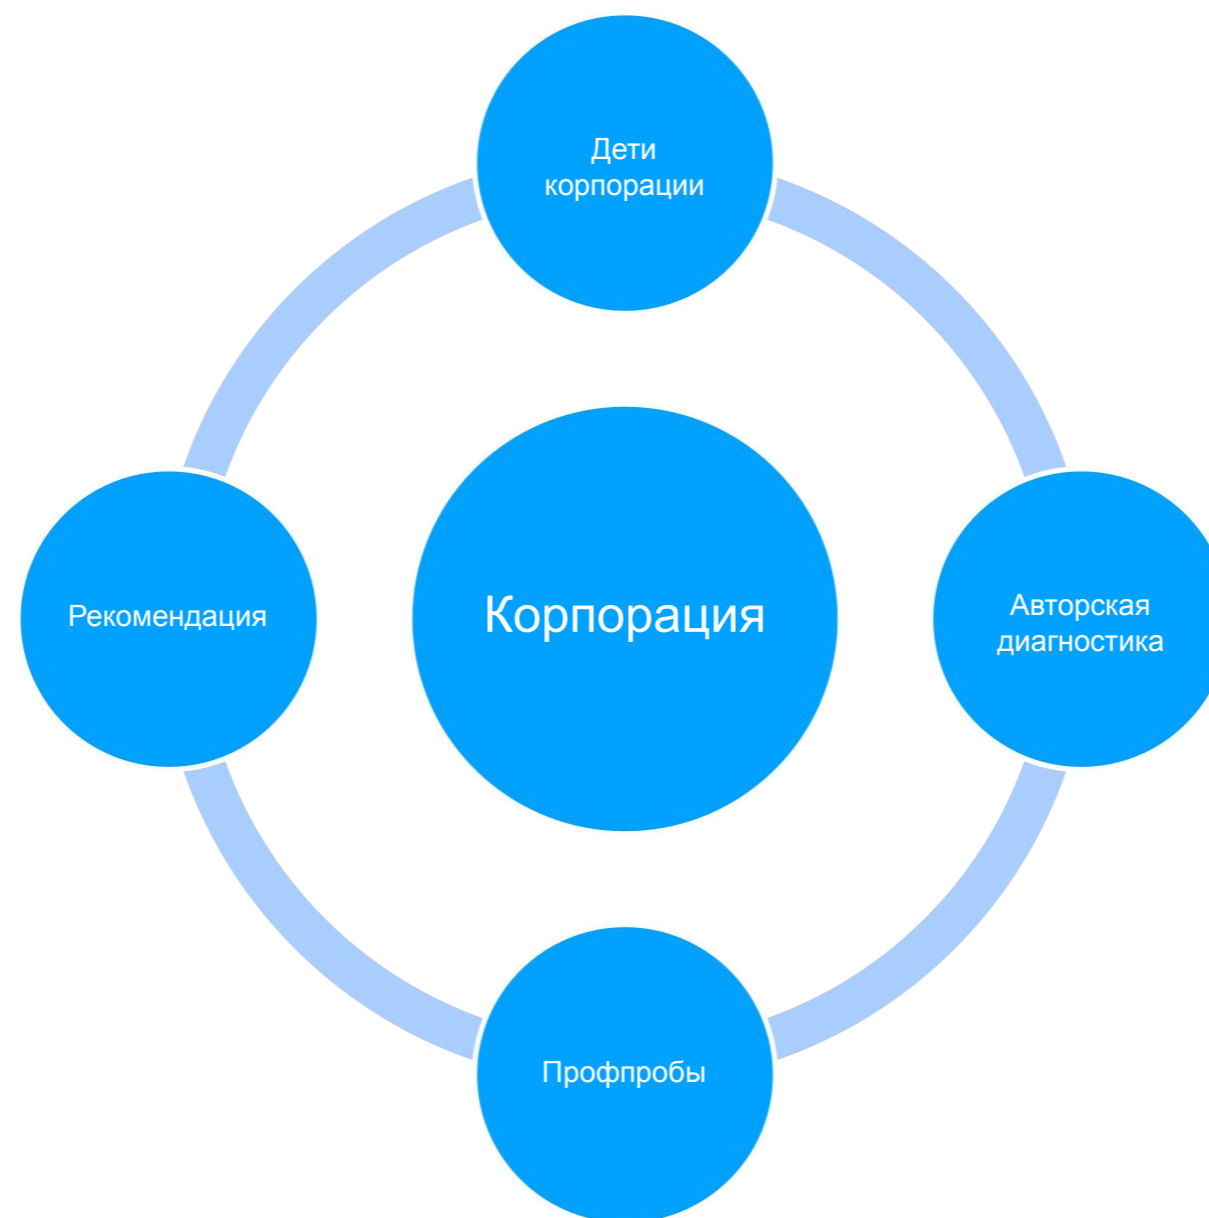 Дети
корпорации
Рекомендация
Корпорация
Авторская
диагностика
Профпробы